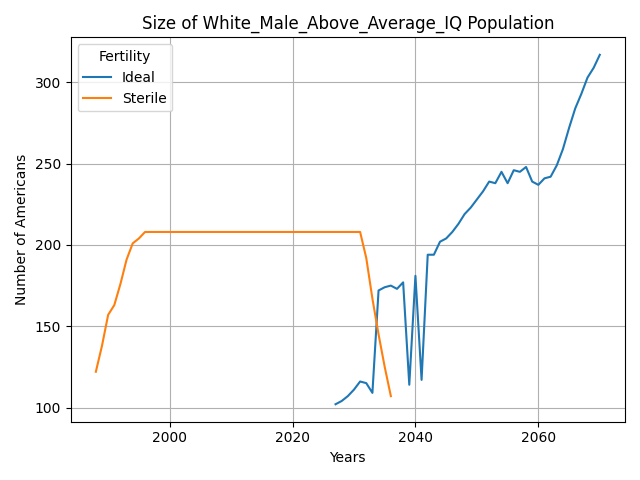 Size of White_Male_Above_Average_IQ Population
Fertility
Ideal
Sterile
Number of Americans
300
250
200
150
100
2000
2020
2040
2060
Years